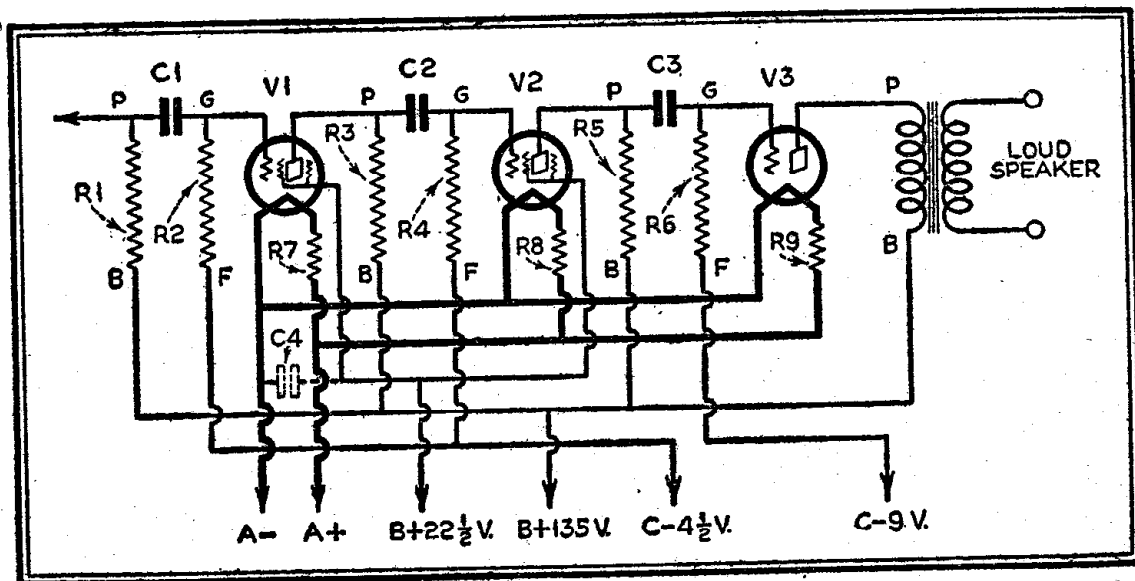 C1 V1 C2 V2 C3 V3
P G P G P G P
R3 R5
LOUD
SPEAKER
R1 R2 R4 R6
R7 R8 R9
B F B F B F B
C4
A- A+ B+22½V. B+135V. C-4½V. C-9V.